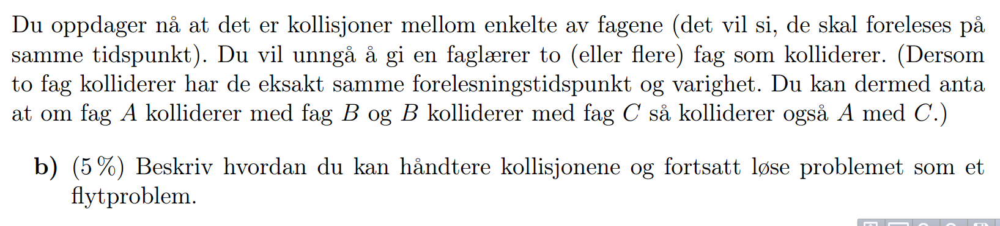 Du oppdager nå at det er kollisjoner mellom enkelte av fagene (det vil si, de skal foreleses på
samme tidspunkt). Du vil unngå å gi en faglærer to (eller flere) fag som kolliderer. (Dersom
to fag kolliderer har de eksakt samme forelesningstidspunkt og varighet. Du kan dermed anta
at om fag A kolliderer med fag B og B kolliderer med fag C så kolliderer også A med C.)
b) (5 %) Beskriv hvordan du kan håndtere kollisjonene og fortsatt løse problemet som et
flytproblem.